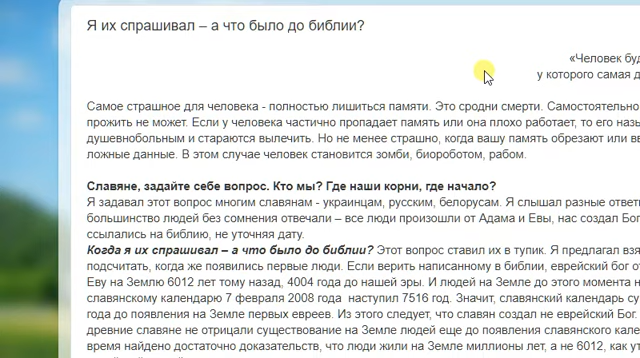 Я их спрашивал – а что было до библии?
«Человек буд
у которого самая д
Самое страшное для человека - полностью лишиться памяти. Это сродни смерти. Самостоятельно
прожить не может. Если у человека частично пропадает память или она плохо работает, то его назы
душевнобольным и стараются вылечить. Но не менее страшно, когда вашу память обрезают или вв
ложные данные. В этом случае человек становится зомби, биороботом, рабом.
Славяне, задайте себе вопрос. Кто мы? Где наши корни, где начало?
Я задавал этот вопрос многим славянам - украинцам, русским, белорусам. Я слышал разные ответы
большинство людей без сомнения отвечали – все люди произошли от Адама и Евы, нас создал Бог
ссылались на библию, не уточняя дату.
Когда я их спрашивал – а что было до библии? Этот вопрос ставил их в тупик. Я предлагал взя
подсчитать, когда же появились первые люди. Если верить написанному в библии, еврейский бог от
Еву на Землю 6012 лет тому назад, 4004 года до нашей эры. И людей на Земле до этого момента н
славянскому календарю 7 февраля 2008 года наступил 7516 год. Значит, славянский календарь су
года до появления на Земле первых евреев. Из этого следует, что славян создал не еврейский Бог.
древние славяне не отрицали существование на Земле людей еще до появления славянского кале
время найдено достаточно доказательств, что люди жили на Земле миллионы лет, а не 6012, как ут